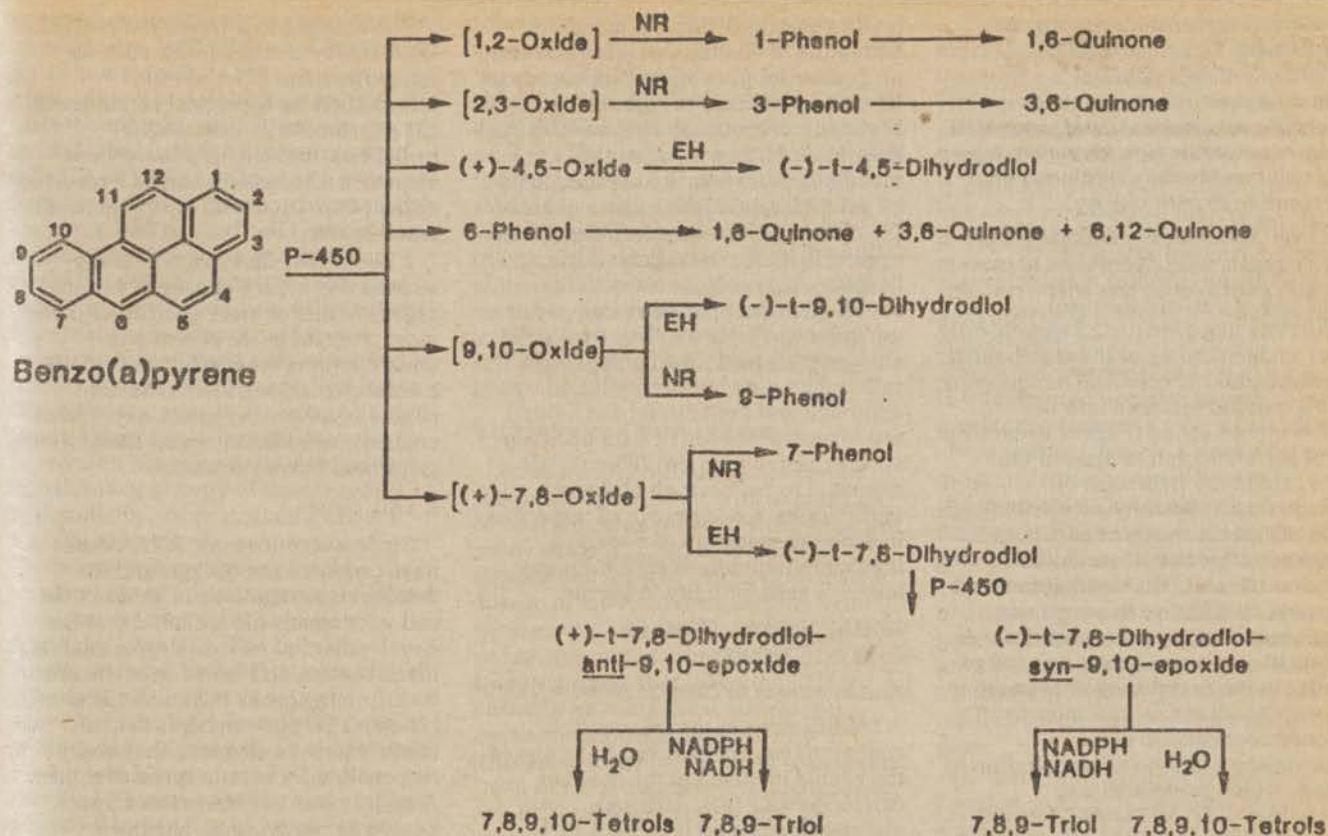 [1,2-Oxide] NR 1-Phenol 1,6-Quinone
[2,3-Oxide] NR 3-Phenol 3,6-Quinone
(+)-4,5-Oxide EH (-)-t-4,5-Dihydrodiol
6-Phenol 1,6-Quinone + 3,6-Quinone + 6,12-Quinone
12 1
11 2
10 3
9
8 4
7 6 5
P-450
Benzo(a)pyrene
[9,10-Oxide]
EH (-)-t-9,10-Dihydrodiol
NR 9-Phenol
[(+)-7,8-Oxide]
NR 7-Phenol
EH (-)-t-7,8-Dihydrodiol
P-450
(+)-t-7,8-Dihydrodiol-
anti-9,10-epoxide
H₂O NADPH
NADH
7,8,9,10-Tetrols 7,8,9-Triol
(-)-t-7,8-Dihydrodiol-
syn-9,10-epoxide
NADPH H₂O
NADH
7,8,9-Triol 7,8,9,10-Tetrols